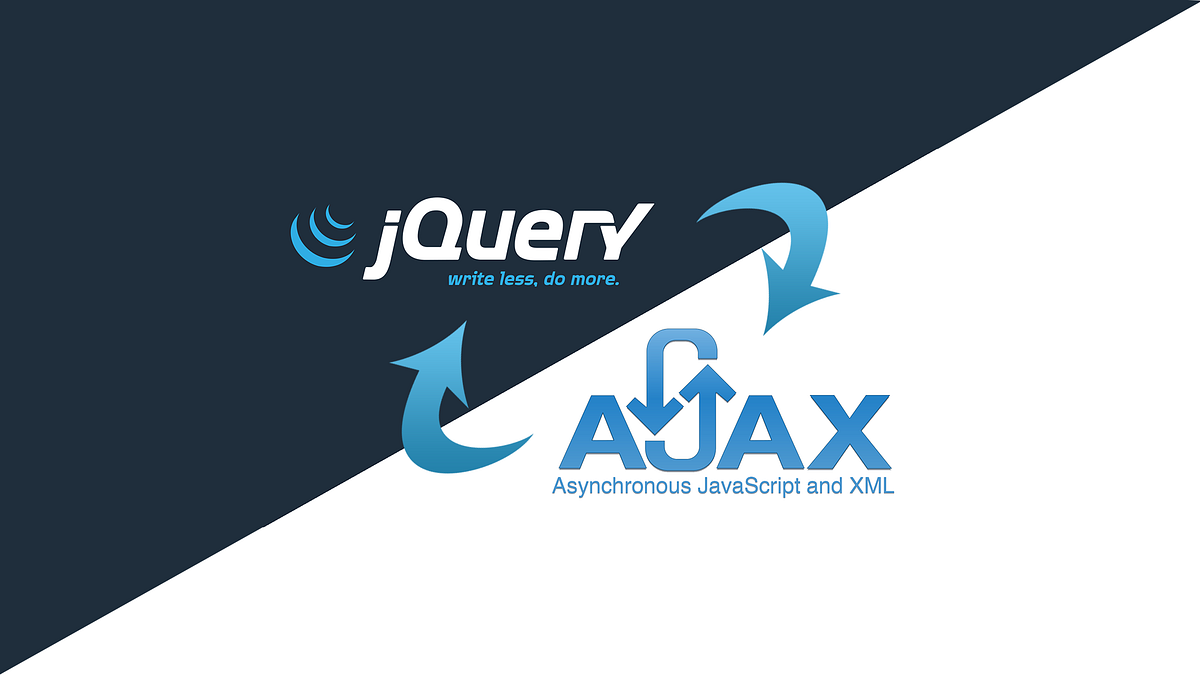 jQuery
write less, do more.
AJAX
Asynchronous JavaScript and XML